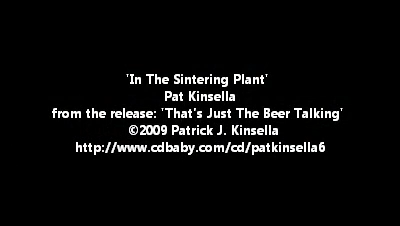 'In The Sintering Plant'
Pat Kinsella
from the release: 'That's Just The Beer Talking'
©2009 Patrick J. Kinsella
http://www.cdbaby.com/cd/patkinsella6